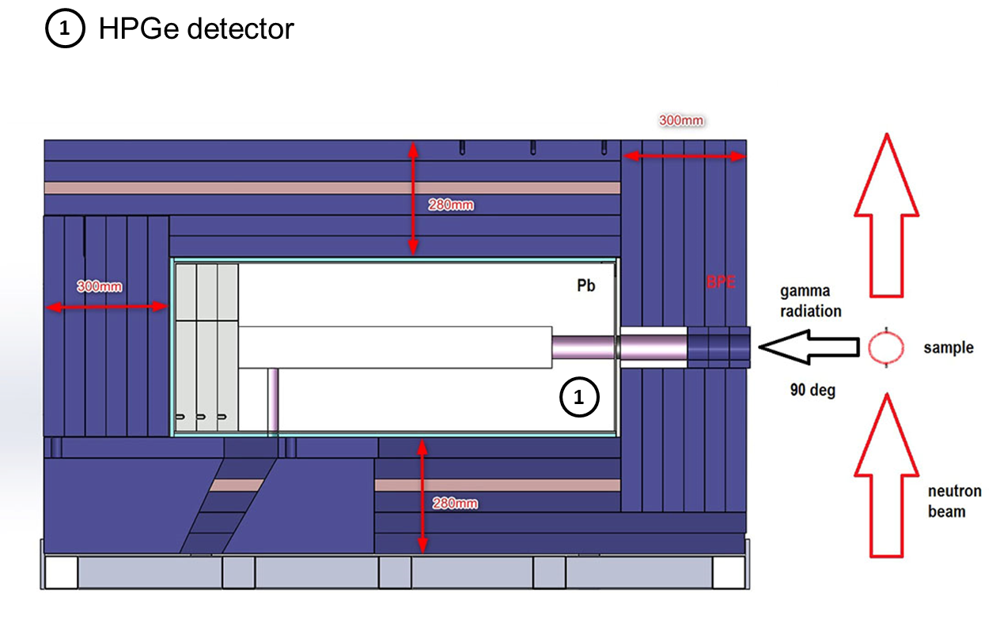 1 HPGe detector
300mm
280mm
300mm
Pb
BPE
gamma
radiation
sample
90 deg
1
280mm
neutron
beam